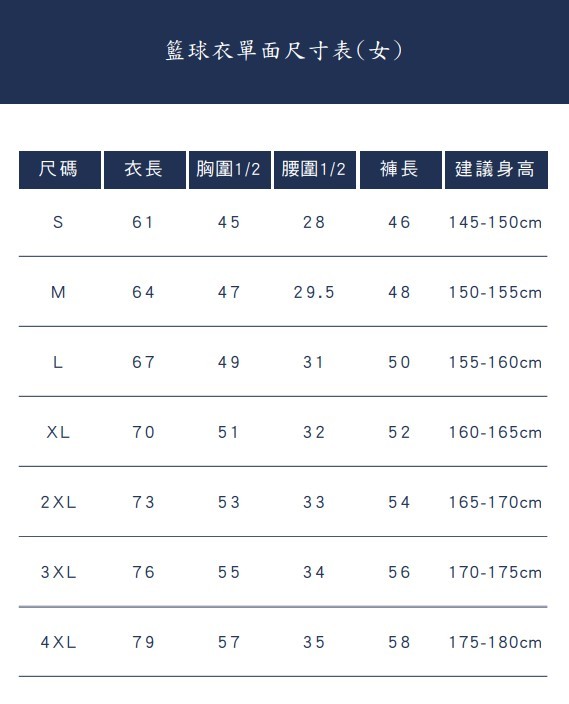 籃球衣單面尺寸表(女)
尺碼 衣長 胸圍1/2 腰圍1/2 褲長 建議身高
S 61 45 28 46 145-150cm
M 64 47 29.5 48 150-155cm
L 67 49 31 50 155-160cm
XL 70 51 32 52 160-165cm
2XL 73 53 33 54 165-170cm
3XL 76 55 34 56 170-175cm
4XL 79 57 35 58 175-180cm